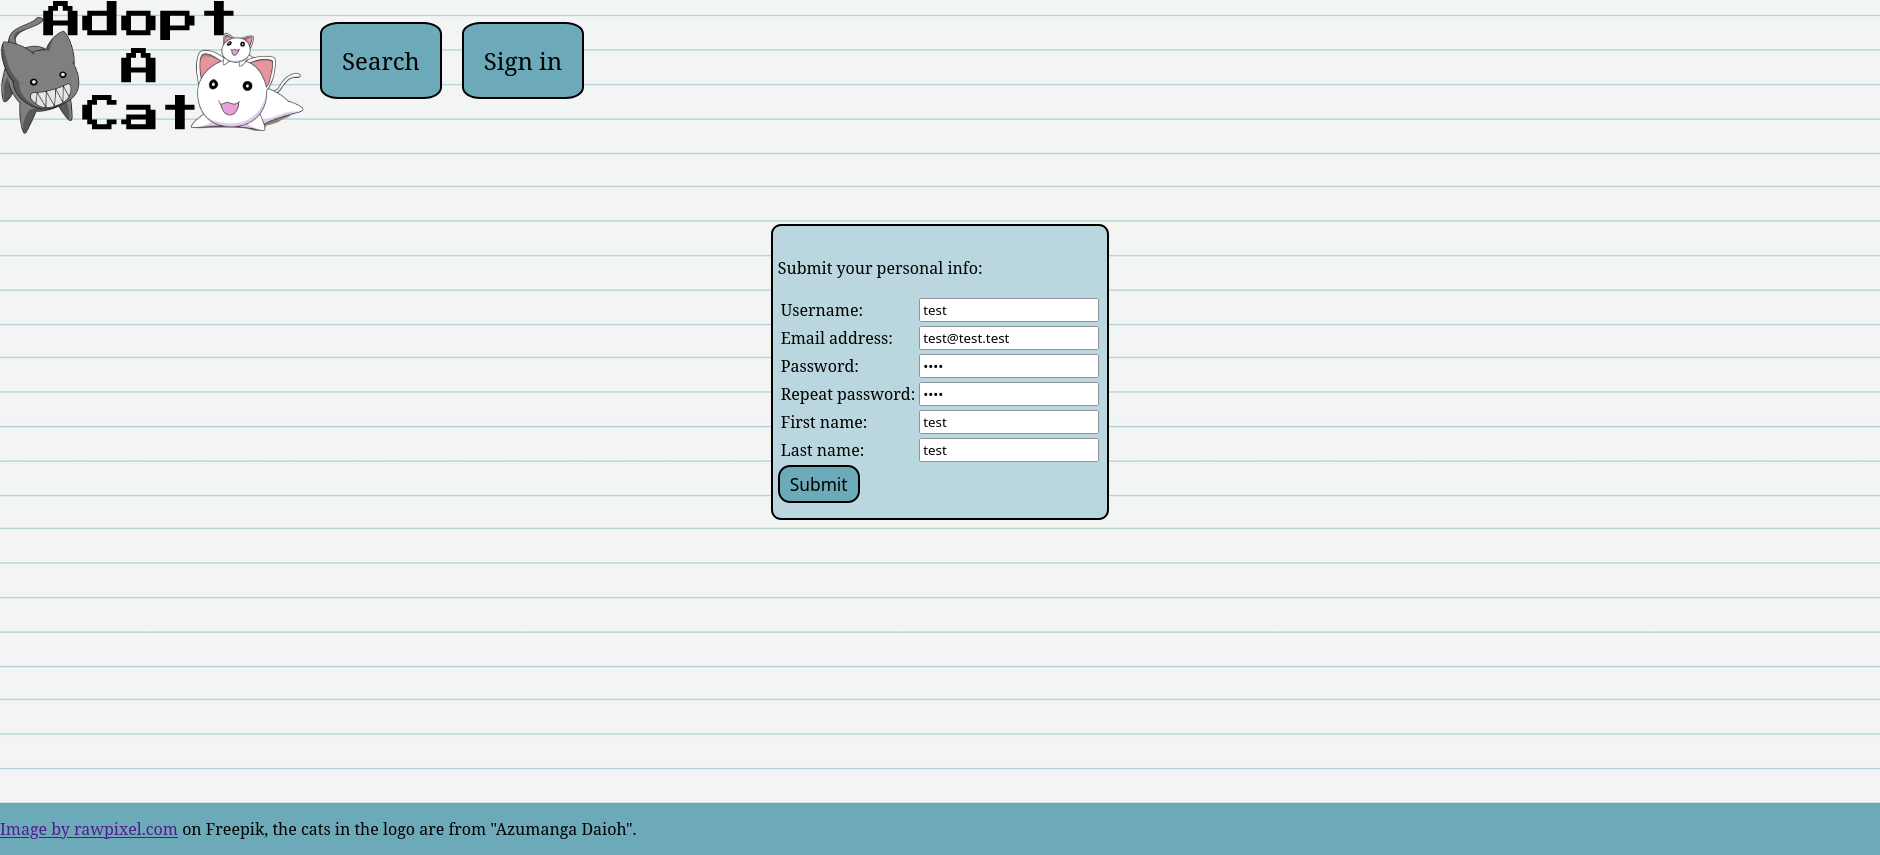 Adopt
A
Cat
Search
Sign in
Submit your personal info:
Username: test
Email address: test@test.test
Password: ••••
Repeat password: ••••
First name: test
Last name: test
Submit
Image by rawpixel.com on Freepik, the cats in the logo are from "Azumanga Daioh".